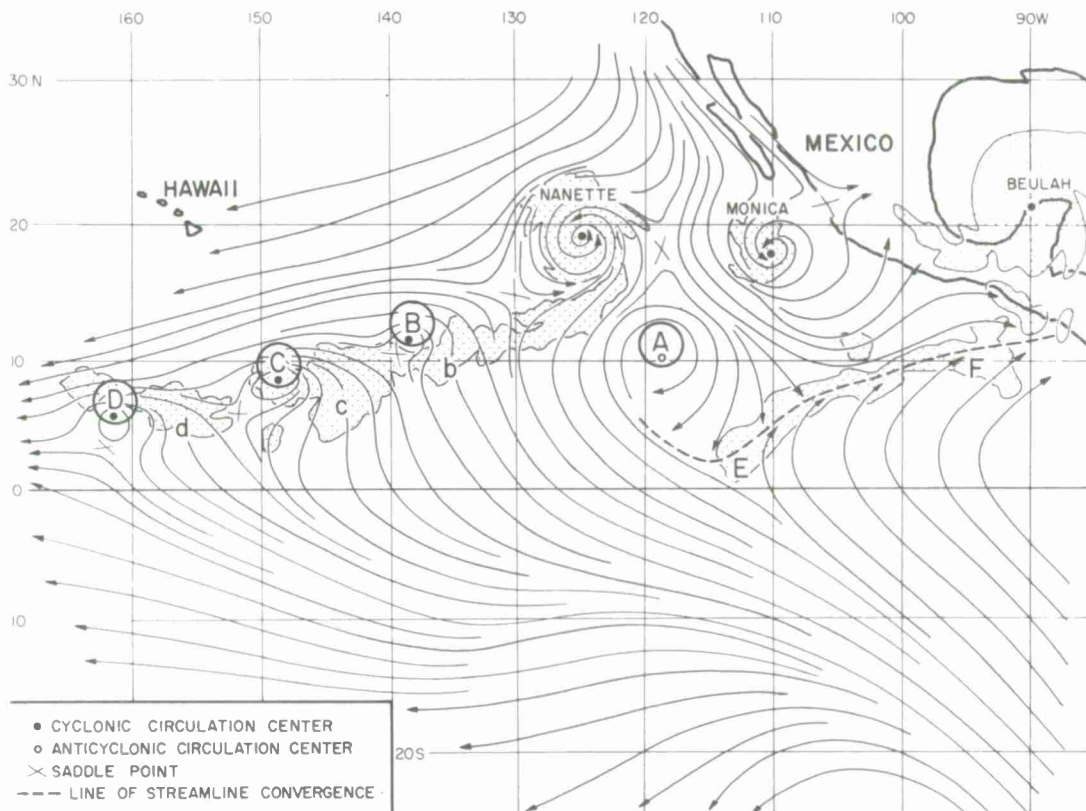 160 150 140 130 120 110 100 90W
30 N
MEXICO
HAWAII
NANETTE
BEULAH
MONICA
20
B
A
10
C
b
F
D
c
d
E
0
10
• CYCLONIC CIRCULATION CENTER
○ ANTICYCLONIC CIRCULATION CENTER
× SADDLE POINT
---- LINE OF STREAMLINE CONVERGENCE
20S